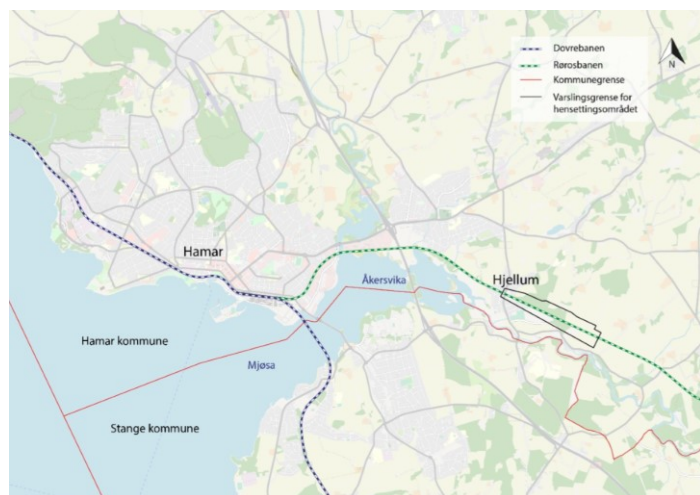 Dovrebanen
Rørosbanen
Kommunegrense
Varslingsgrense for
hensettingsområdet
N
Hamar
Åkersvika
Hjellum
Hamar kommune
Mjøsa
Stange kommune